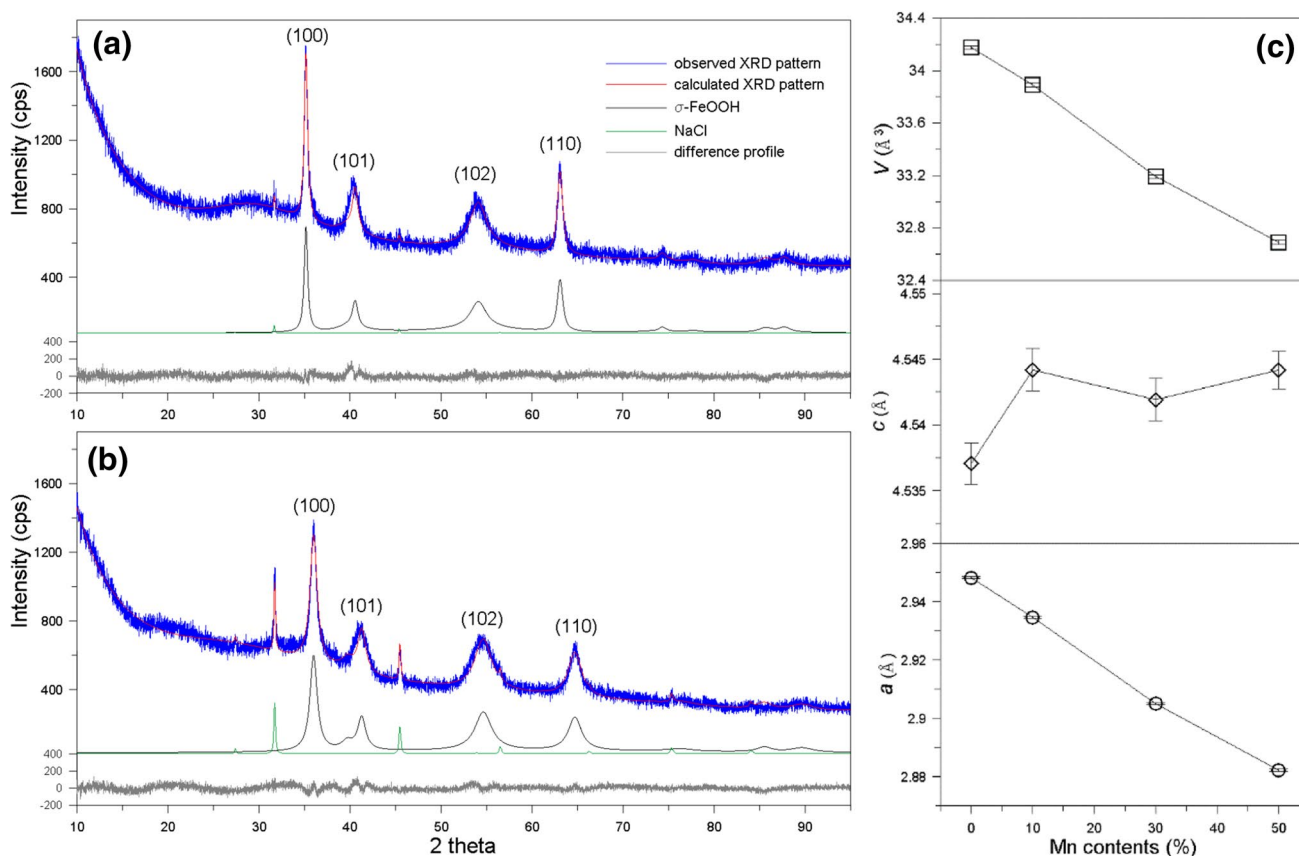 (a)
(100)
(101)
(102)
(110)
observed XRD pattern
calculated XRD pattern
σ-FeOOH
NaCl
difference profile
Intensity (cps)
1600
1200
800
400
400
200
0
-200
10 20 30 40 50 60 70 80 90
(b)
(100)
(101)
(102)
(110)
Intensity (cps)
1600
1200
800
400
400
200
0
-200
10 20 30 40 50 60 70 80 90
2 theta
(c)
34.4
34
33.6
33.2
32.8
32.4
V (Å³)
4.55
4.545
4.54
4.535
c (Å)
2.96
2.94
2.92
2.9
2.88
a (Å)
0 10 20 30 40 50
Mn contents (%)